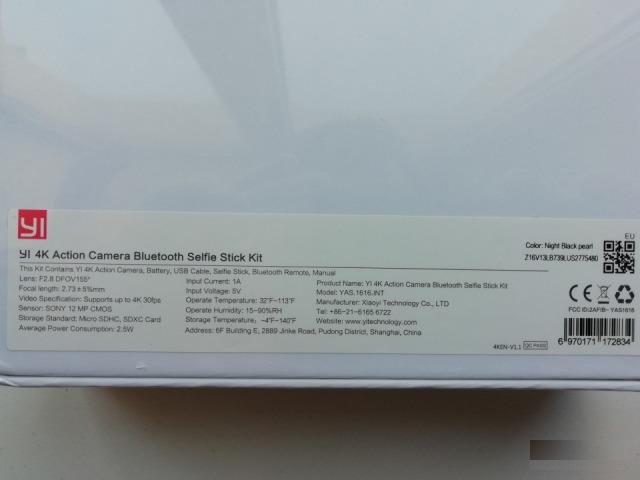 YI
YI 4K Action Camera Bluetooth Selfie Stick Kit
This Kit Contains YI 4K Action Camera, Battery, USB Cable, Selfie Stick, Bluetooth Remote, Manual
Lens: F2.8 DFOV155°
Focal length: 2.73 ± 5%mm
Video Specification: Supports up to 4K 30fps
Sensor: SONY 12 MP CMOS
Storage Standard: Micro SDHC, SDXC Card
Average Power Consumption: 2.5W
Input Current: 1A
Input Voltage: 5V
Operate Temperature: 32°F~113°F
Operate Humidity: 15~90%RH
Storage Temperature: -4°F~140°F
Address: 6F Building E, 2889 Jinke Road, Pudong District, Shanghai, China
Product Name: YI 4K Action Camera Bluetooth Selfie Stick Kit
Model: YAS.1616.INT
Manufacturer: Xiaoyi Technology Co., LTD
Tel: +86-21-6165 6722
www.yitechnology.com
EU
Color: Night Black pearl
Z16V13LB739LUS2775480
CE
FCC ID:2AFIB-YAS1616
6 970171 172834
4KEN-V1.1 QC PASS